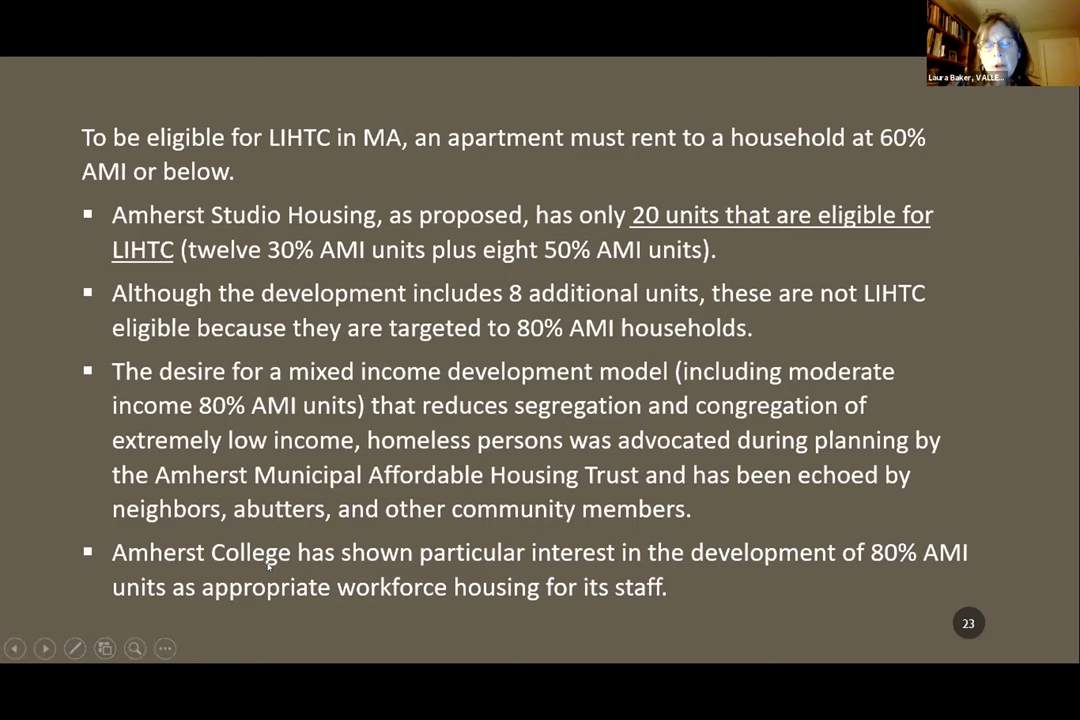 Laura Baker, VALLE...
To be eligible for LIHTC in MA, an apartment must rent to a household at 60%
AMI or below.
▪ Amherst Studio Housing, as proposed, has only 20 units that are eligible for
LIHTC (twelve 30% AMI units plus eight 50% AMI units).
▪ Although the development includes 8 additional units, these are not LIHTC
eligible because they are targeted to 80% AMI households.
▪ The desire for a mixed income development model (including moderate
income 80% AMI units) that reduces segregation and congregation of
extremely low income, homeless persons was advocated during planning by
the Amherst Municipal Affordable Housing Trust and has been echoed by
neighbors, abutters, and other community members.
▪ Amherst College has shown particular interest in the development of 80% AMI
units as appropriate workforce housing for its staff.
23